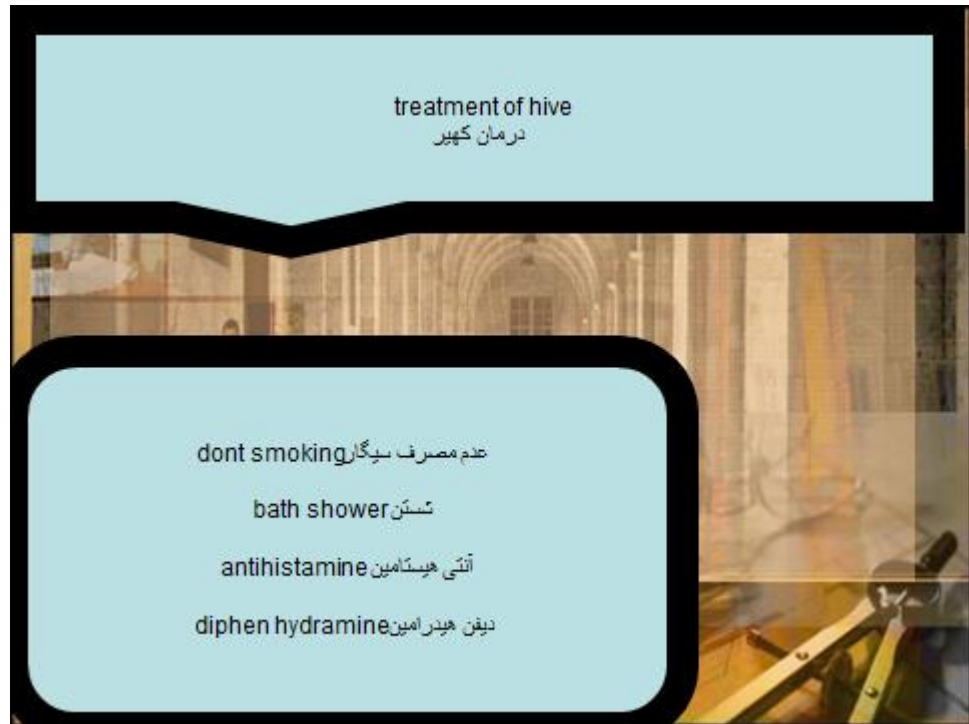 treatment of hive
درمان کهیر
dont smokingعدم مصرف سیگار
bath showerشستن
antihistamineآنتی هیستامین
diphen hydramineدیفن هیدرامین